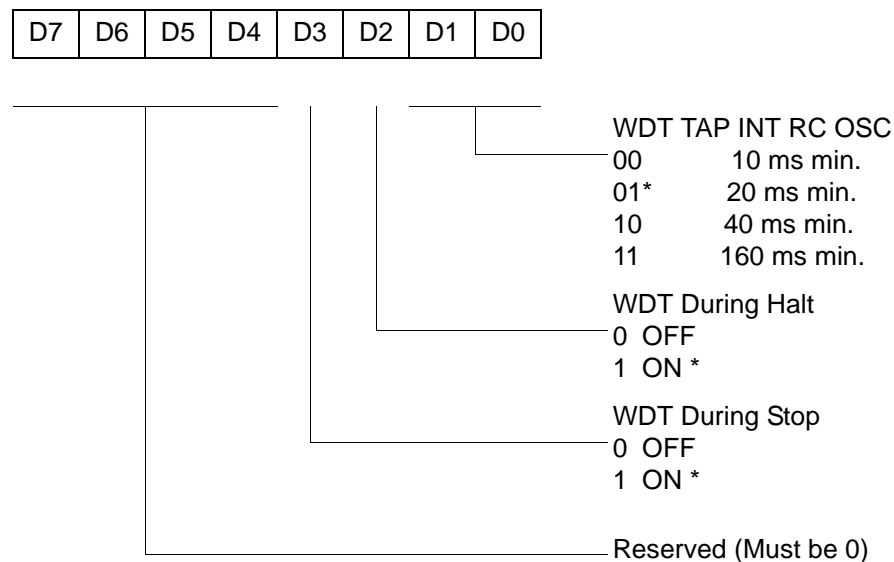 D7 D6 D5 D4 D3 D2 D1 D0
WDT TAP INT RC OSC
00 10 ms min.
01* 20 ms min.
10 40 ms min.
11 160 ms min.
WDT During Halt
0 OFF
1 ON *
WDT During Stop
0 OFF
1 ON *
Reserved (Must be 0)